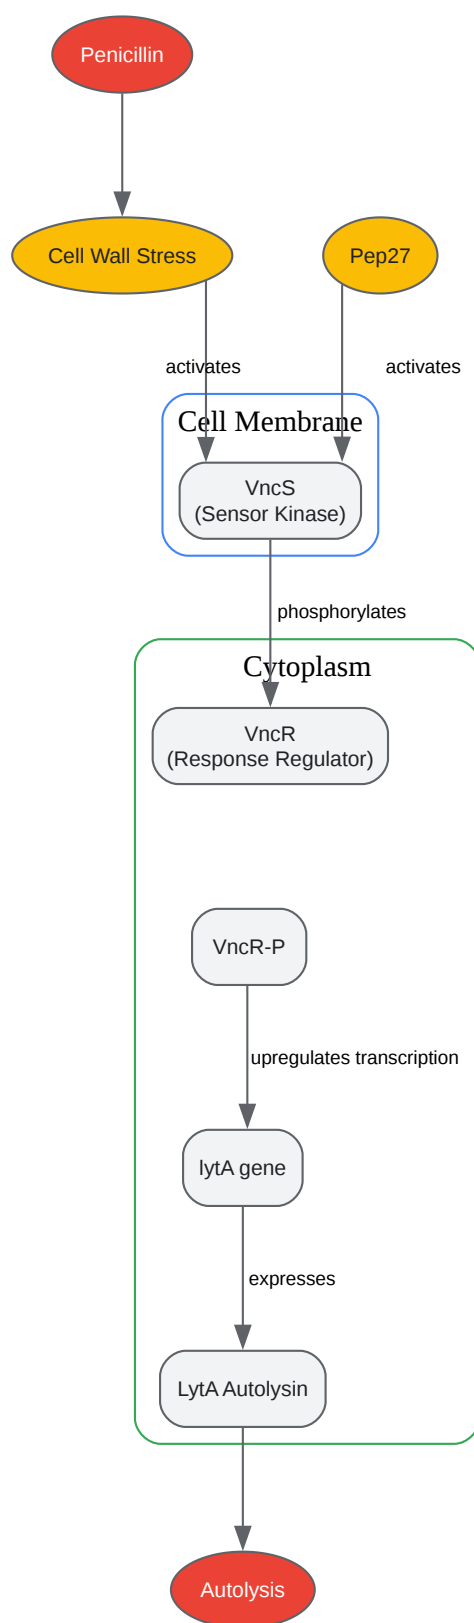 Penicillin
Cell Wall Stress
Pep27
activates
activates
Cell Membrane
VncS
(Sensor Kinase)
phosphorylates
Cytoplasm
VncR
(Response Regulator)
VncR-P
upregulates transcription
lytA gene
expresses
LytA Autolysin
Autolysis